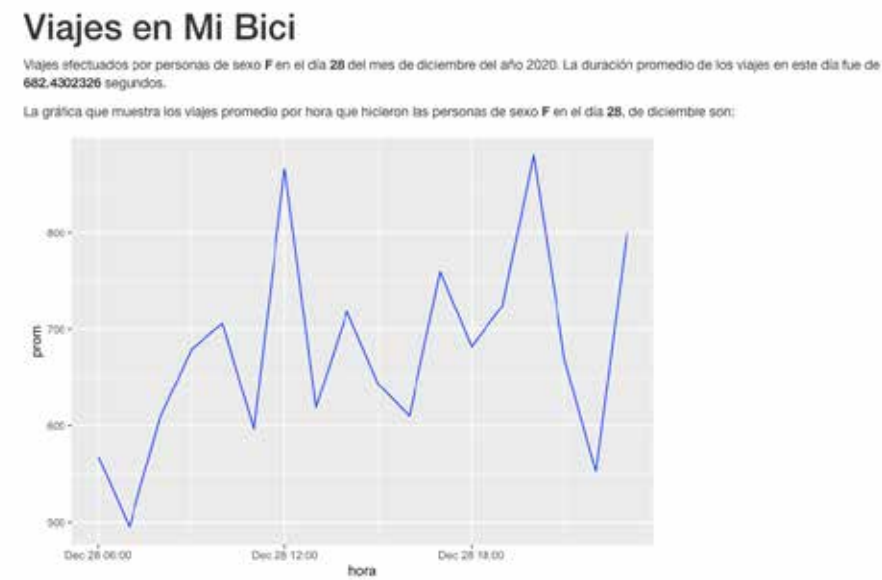 Viajes en Mi Bici
Viajes efectuados por personas de sexo F en el día 28 del mes de diciembre del año 2020. La duración promedio de los viajes en este día fue de
682.4302326 segundos.
La gráfica que muestra los viajes promedio por hora que hicieron las personas de sexo F en el día 28, de diciembre son:
prom
800
700
600
500
Dec 28 06:00 Dec 28 12:00 Dec 28 18:00
hora